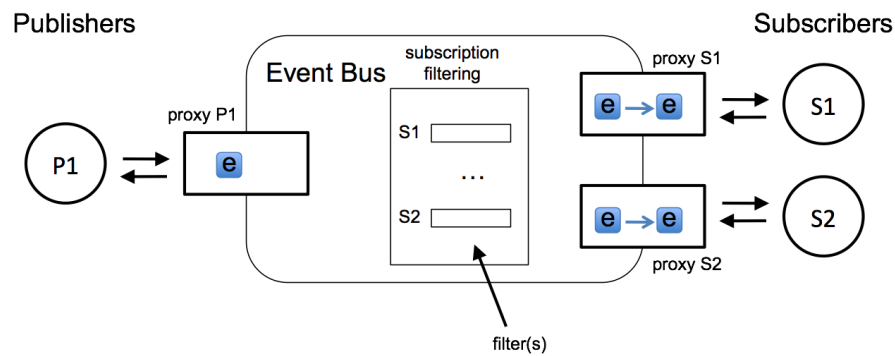 Publishers
Subscribers
subscription
filtering
Event Bus
proxy S1
proxy P1
e e
S1
S1
P1
e
...
e e
S2
S2
proxy S2
filter(s)